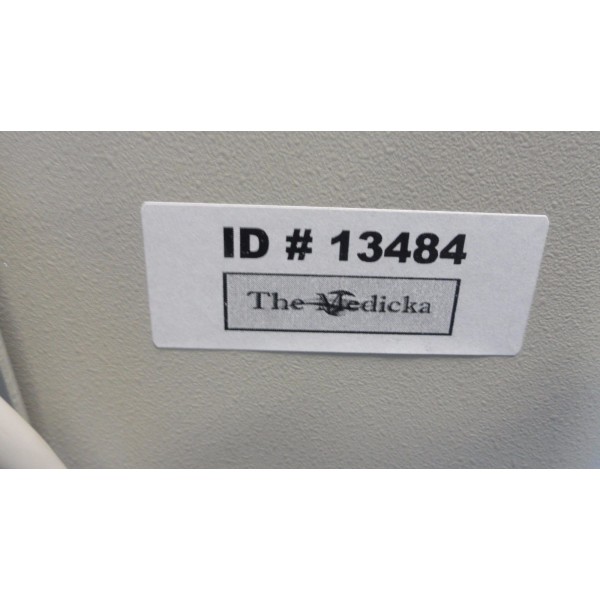 ID # 13484
The Medicka